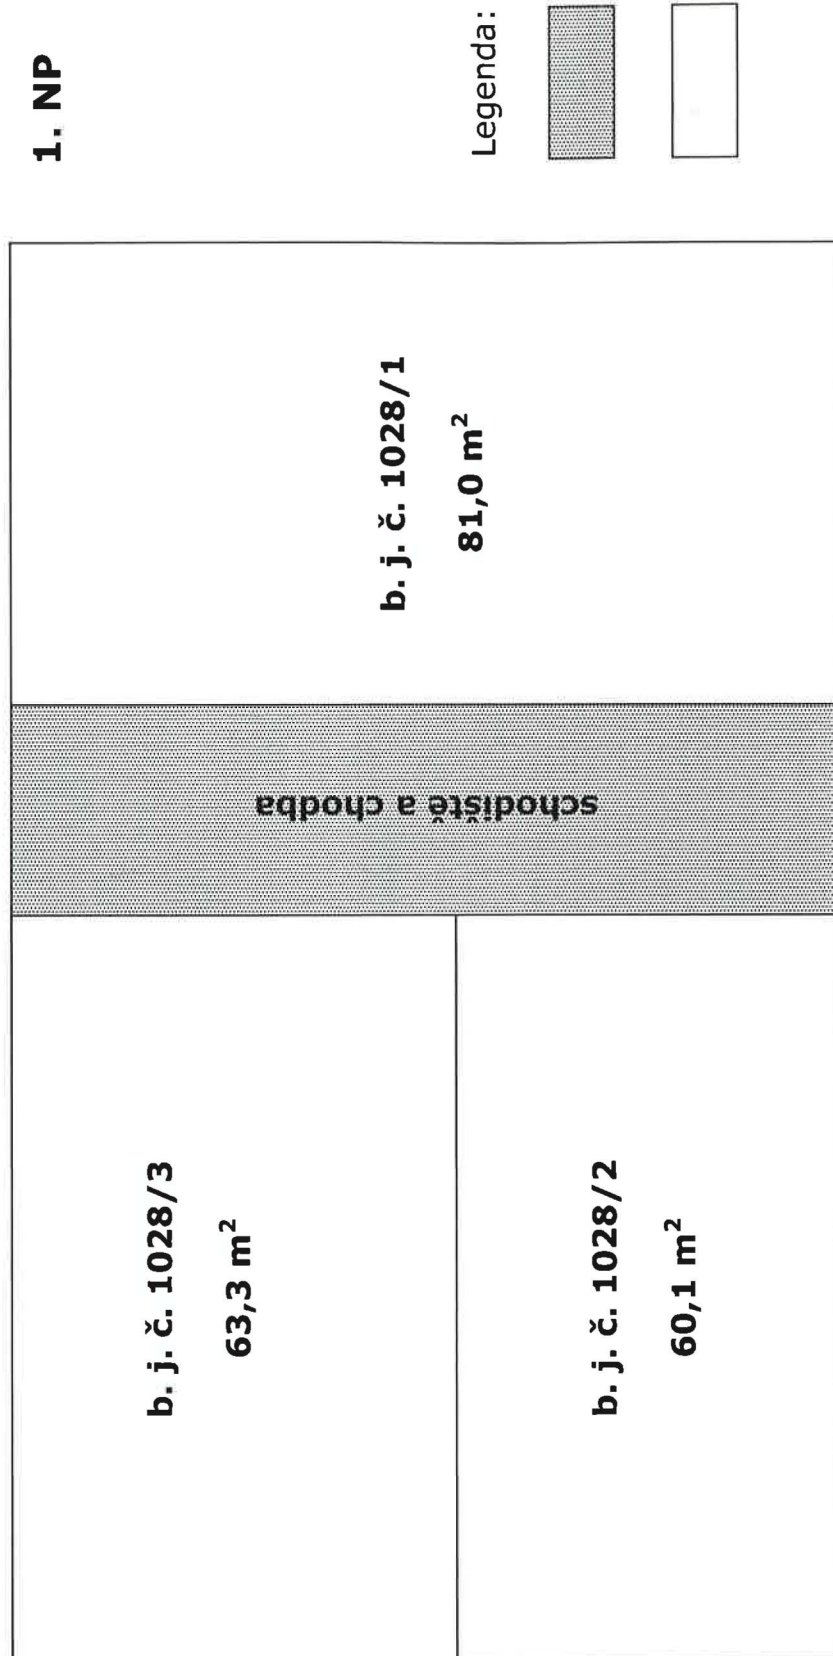 1. NP
b. j. č. 1028/3
63,3 m²
schodiště a chodba
b. j. č. 1028/1
81,0 m²
b. j. č. 1028/2
60,1 m²
Legenda: